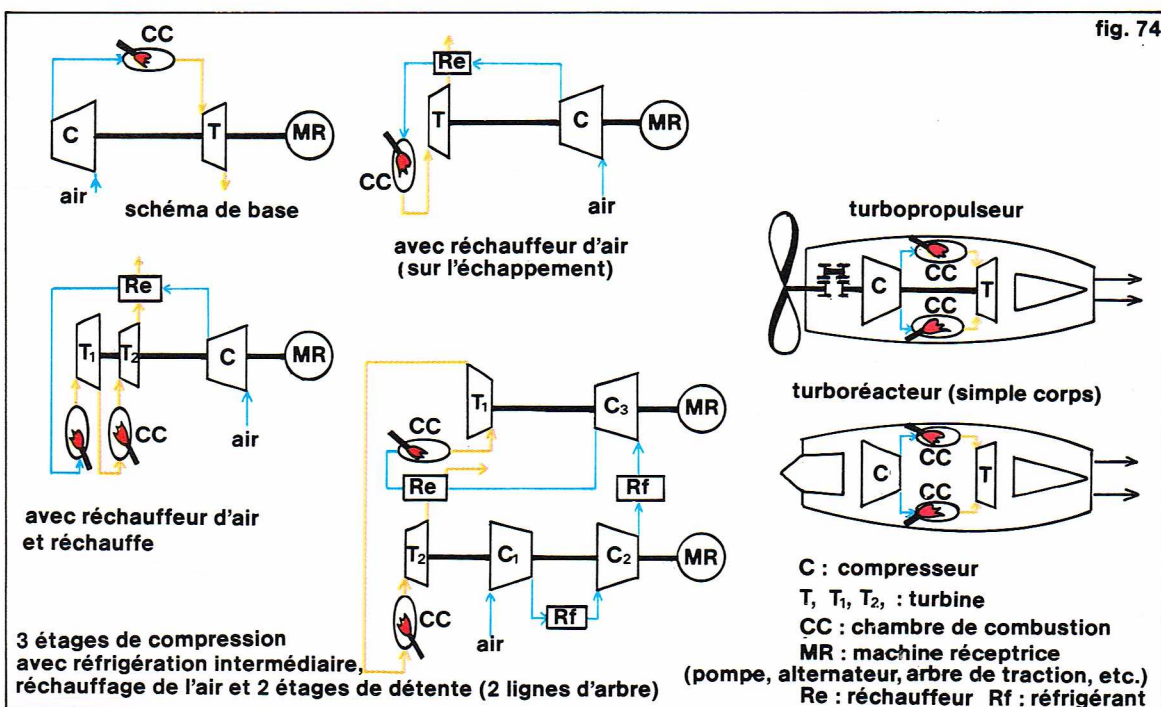 fig. 74
CC
C
T
MR
air
schéma de base
Re
T
C
MR
CC
air
avec réchauffeur d'air
(sur l'échappement)
Re
T1
T2
C
MR
CC
air
avec réchauffeur d'air
et réchauffe
T1
C3
MR
CC
Re
Rf
T2
C1
C2
MR
CC
Rf
air
3 étages de compression
avec réfrigération intermédiaire,
réchauffage de l'air et 2 étages de détente (2 lignes d'arbre)
turbopropulseur
CC
C
T
CC
turboréacteur (simple corps)
CC
C
T
CC
C : compresseur
T, T1, T2, : turbine
CC : chambre de combustion
MR : machine réceptrice
(pompe, alternateur, arbre de traction, etc.)
Re : réchauffeur Rf : réfrigérant